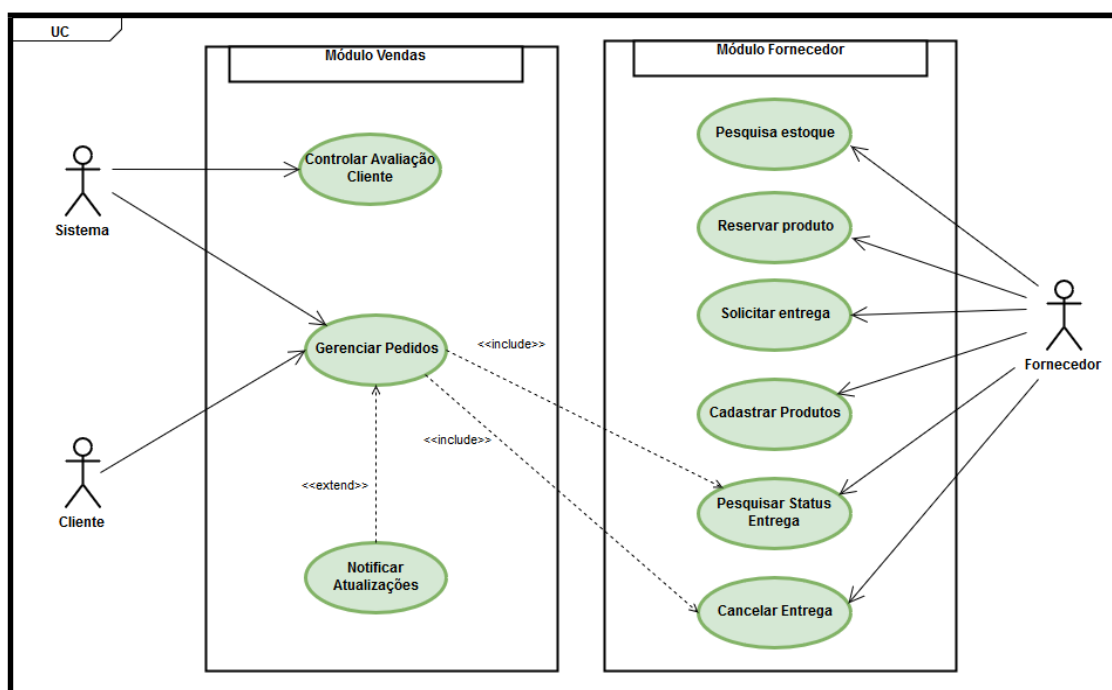 UC
Módulo Vendas
Módulo Fornecedor
Controlar Avaliação
Cliente
Sistema
Gerenciar Pedidos
<<include>>
<<include>>
<<extend>>
Cliente
Notificar
Atualizações
Pesquisa estoque
Reservar produto
Solicitar entrega
Cadastrar Produtos
Pesquisar Status
Entrega
Cancelar Entrega
Fornecedor